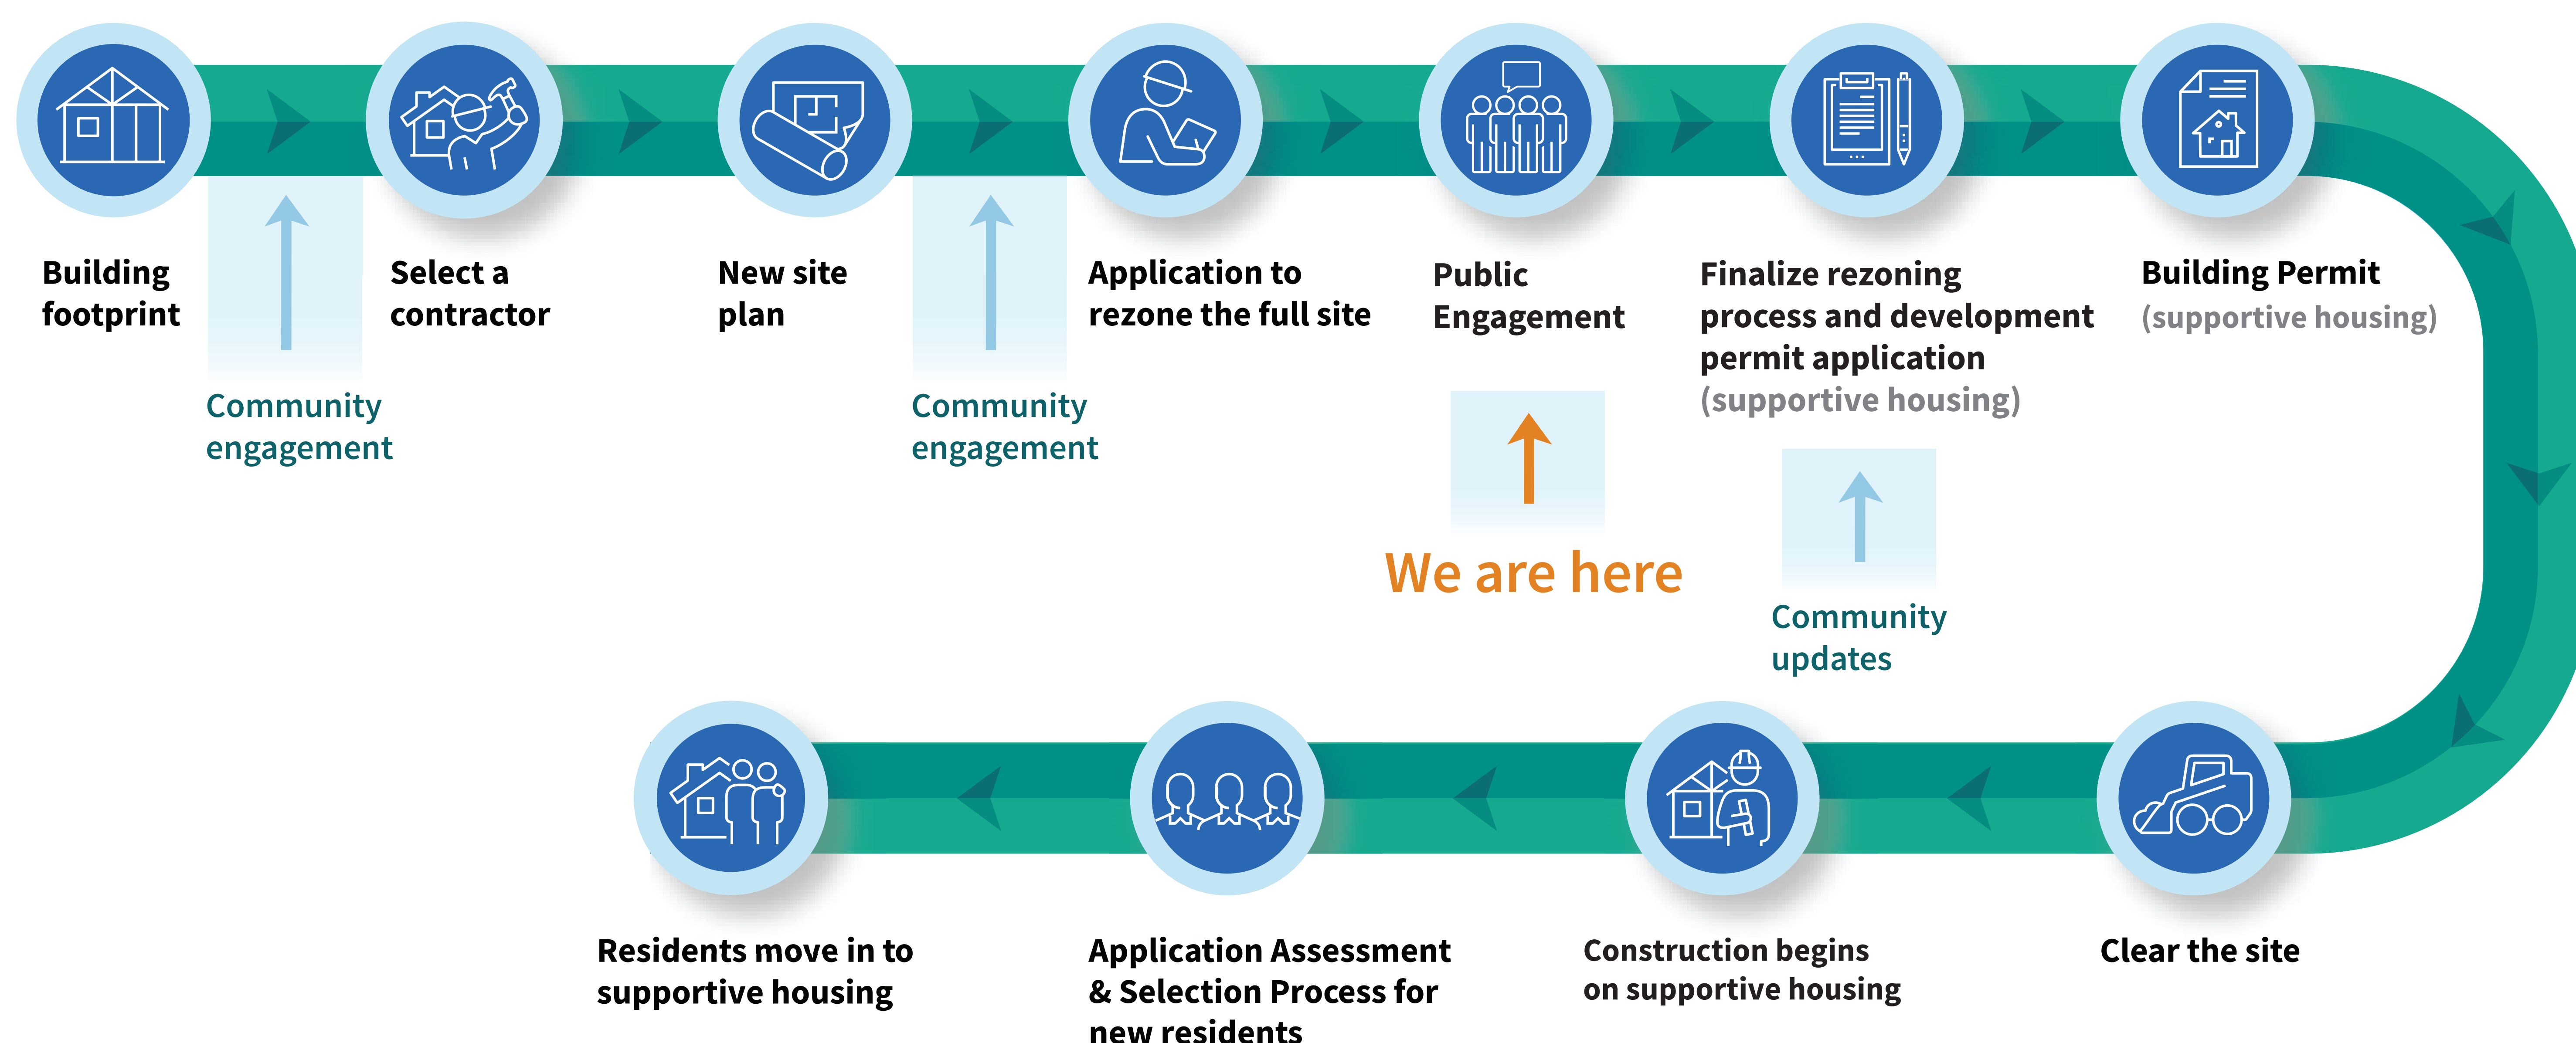 Building
footprint
Community
engagement
Select a
contractor
New site
plan
Community
engagement
Application to
rezone the full site
Public
Engagement
We are here
Finalize rezoning
process and development
permit application
(supportive housing)
Community
updates
Building Permit
(supportive housing)
Clear the site
Construction begins
on supportive housing
Application Assessment
& Selection Process for
new residents
Residents move in to
supportive housing